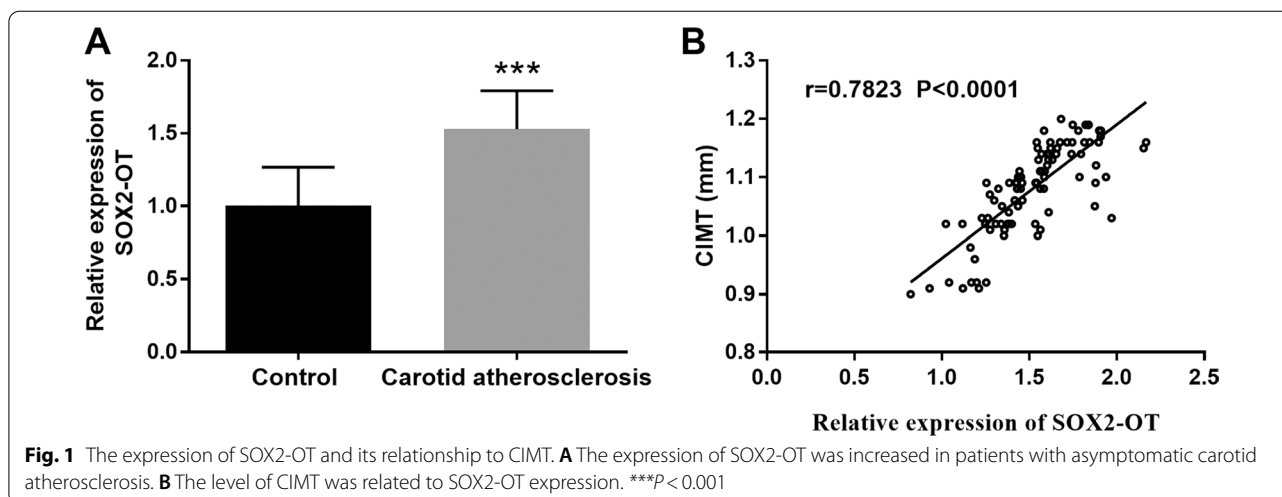 A
Relative expression of
SOX2-OT
2.0
1.5
1.0
0.5
0.0
***
Control
Carotid atherosclerosis
B
CIMT (mm)
1.3
1.2
1.1
1.0
0.9
0.8
r=0.7823 P<0.0001
0.0
0.5
1.0
1.5
2.0
2.5
Relative expression of SOX2-OT
Fig. 1 The expression of SOX2-OT and its relationship to CIMT. A The expression of SOX2-OT was increased in patients with asymptomatic carotid
atherosclerosis. B The level of CIMT was related to SOX2-OT expression. ***P < 0.001